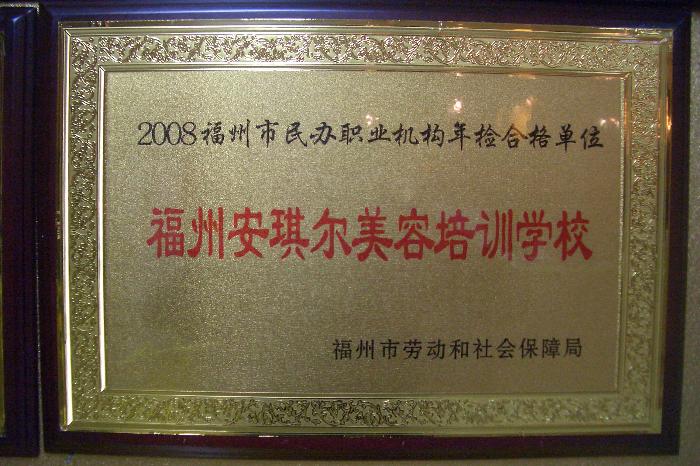 2008福州市民办职业机构年检合格单位
福州安琪尔美容培训学校
福州市劳动和社会保障局